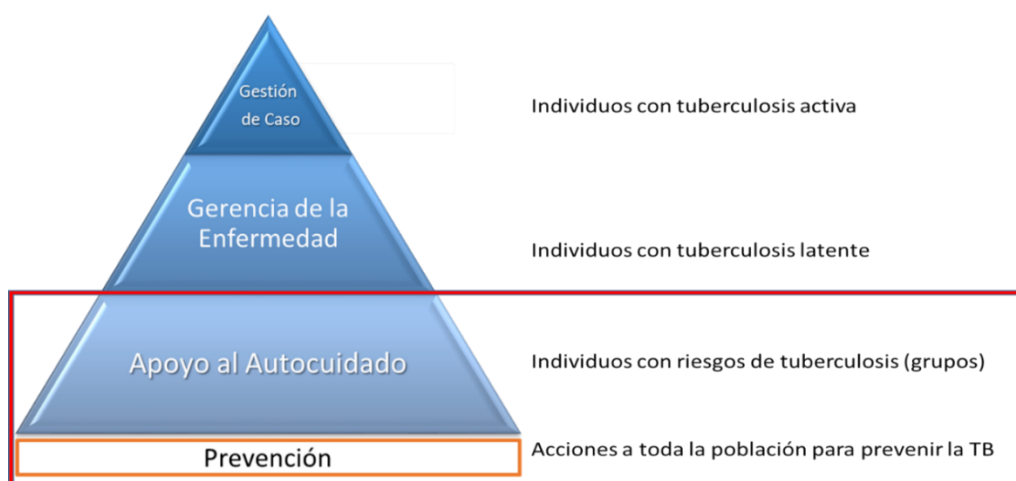 Gestión
de Caso
Individuos con tuberculosis activa
Gerencia de la
Enfermedad
Individuos con tuberculosis latente
Apoyo al Autocuidado
Individuos con riesgos de tuberculosis (grupos)
Prevención
Acciones a toda la población para prevenir la TB